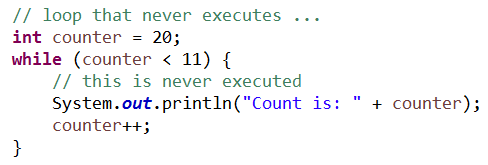 // loop that never executes ...
int counter = 20;
while (counter < 11) {
    // this is never executed
    System.out.println("Count is: " + counter);
    counter++;
}